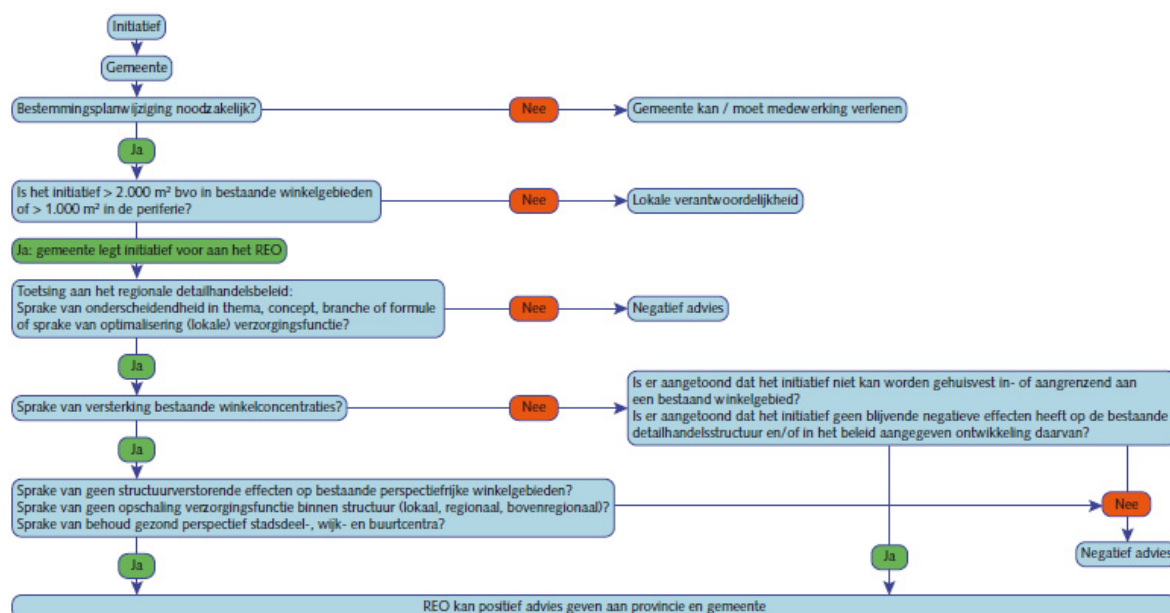 Initiatief
Gemeente
Bestemmingsplanwijziging noodzakelijk?
Nee
Gemeente kan / moet medewerking verlenen
Ja
Is het initiatief > 2.000 m² bvo in bestaande winkelgebieden
of > 1.000 m² in de periferie?
Nee
Lokale verantwoordelijkheid
Ja: gemeente legt initiatief voor aan het REO
Toetsing aan het regionale detailhandelsbeleid:
Sprake van onderscheidendheid in thema, concept, branche of formule
of sprake van optimalisering (lokale) verzorgingsfunctie?
Nee
Negatief advies
Ja
Sprake van versterking bestaande winkelconcentraties?
Nee
Is er aangetoond dat het initiatief niet kan worden gehuisvest in- of aangrenzend aan
een bestaand winkelgebied?
Is er aangetoond dat het initiatief geen blijvende negatieve effecten heeft op de bestaande
detailhandelsstructuur en/of in het beleid aangegeven ontwikkeling daarvan?
Ja
Sprake van geen structuurverstorende effecten op bestaande perspectiefrijke winkelgebieden?
Sprake van geen opschaling verzorgingsfunctie binnen structuur (lokaal, regionaal, bovenregionaal)?
Sprake van behoud gezond perspectief stadsdeel-, wijk- en buurtcentra?
Nee
Negatief advies
Ja
Ja
REO kan positief advies geven aan provincie en gemeente